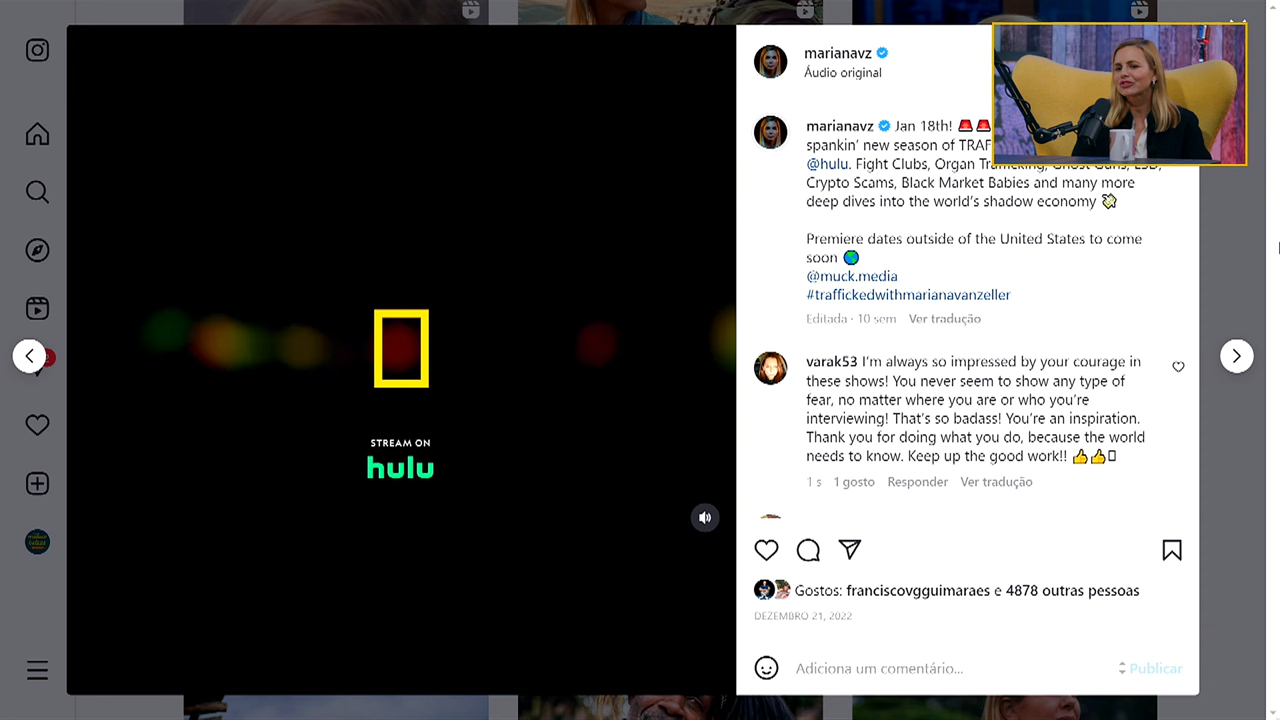 marianavz
Áudio original
marianavz Jan 18th!
spankin' new season of
@hulu. Fight Clubs, Organ Trafficking, Ghost Guns, LSD,
Crypto Scams, Black Market Babies and many more
deep dives into the world's shadow economy
Premiere dates outside of the United States to come
soon
@muck.media
#traffickedwithmarianavanzeller
Editada · 10 sem Ver tradução
varak53 I'm always so impressed by your courage in
these shows! You never seem to show any type of
fear, no matter where you are or who you're
interviewing! That's so badass! You're an inspiration.
Thank you for doing what you do, because the world
needs to know. Keep up the good work!!
1 s 1 gosto Responder Ver tradução
STREAM ON
hulu
Gostos: franciscovgguimaraes e 4878 outras pessoas
DEZEMBRO 21, 2022
Adiciona um comentário... Publicar